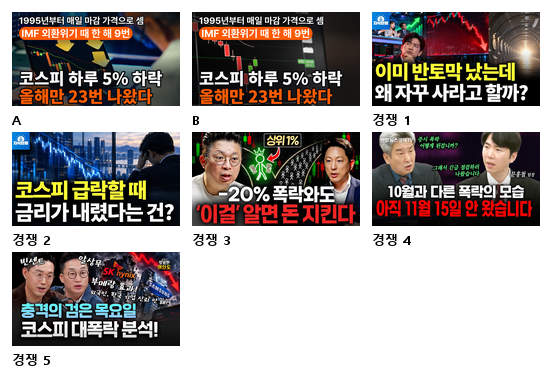 1995년부터 매일 마감 가격으로 셈
IMF 외환위기 때 한 해 9번
코스피 하루 5% 하락
올해만 23번 나왔다
A
1995년부터 매일 마감 가격으로 셈
IMF 외환위기 때 한 해 9번
코스피 하루 5% 하락
올해만 23번 나왔다
B
이미 반토막 났는데
왜 자꾸 사라고 할까?
경쟁 1
코스피 급락할 때
금리가 내렸다는 건?
경쟁 2
상위 1%
-20% 폭락와도
'이걸' 알면 돈 지킨다
경쟁 3
10월과 다른 폭락의 모습
아직 11월 15일 안 왔습니다
경쟁 4
빈센트
SK hynix
부메랑 효과!
충격의 검은 목요일
코스피 대폭락 분석!
경쟁 5